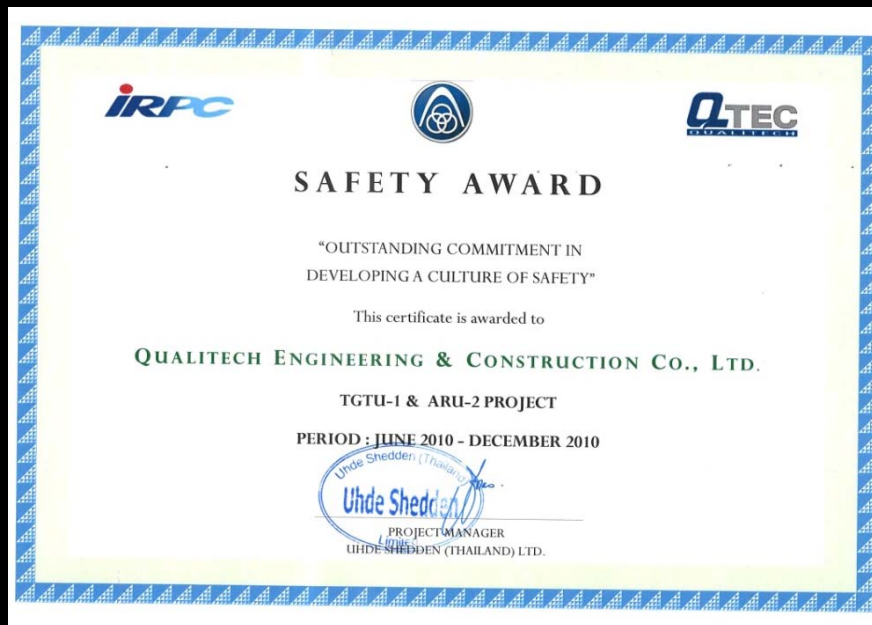 IRPC
QTEC
QUALITECH
SAFETY AWARD
“OUTSTANDING COMMITMENT IN
DEVELOPING A CULTURE OF SAFETY”
This certificate is awarded to
QUALITECH ENGINEERING & CONSTRUCTION CO., LTD.
TGTU-1 & ARU-2 PROJECT
PERIOD : JUNE 2010 - DECEMBER 2010
Uhde Shedden (Thailand)
Uhde Shedden
Limited
PROJECT MANAGER
UHDE SHEDDEN (THAILAND) LTD.